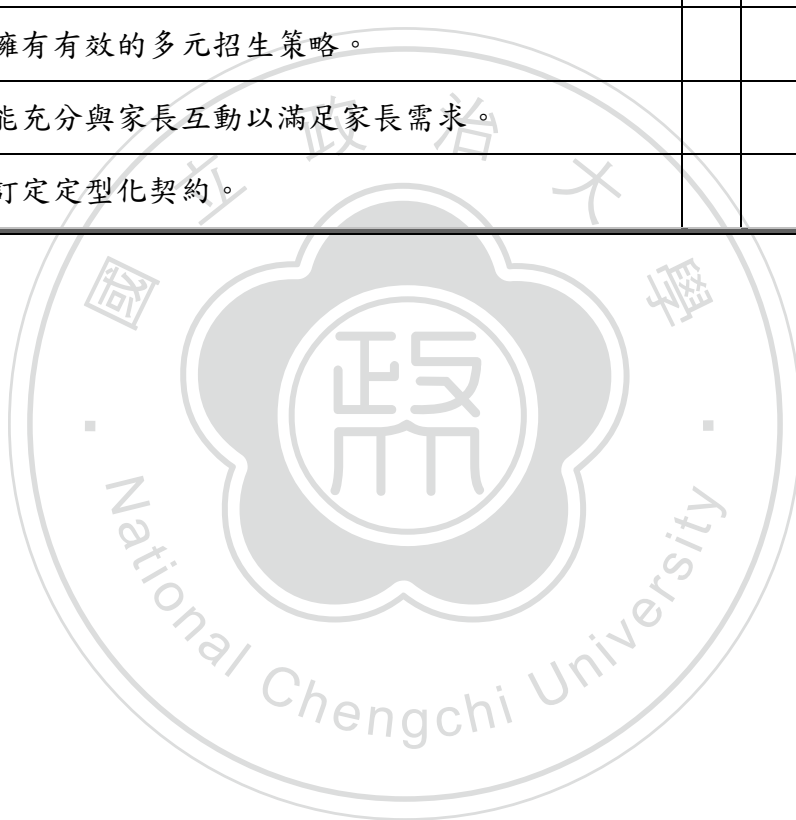 擁有有效的多元招生策略。
能充分與家長互動以滿足家長需求。
訂定定型化契約。
國立政治大學
政
National Chengchi University